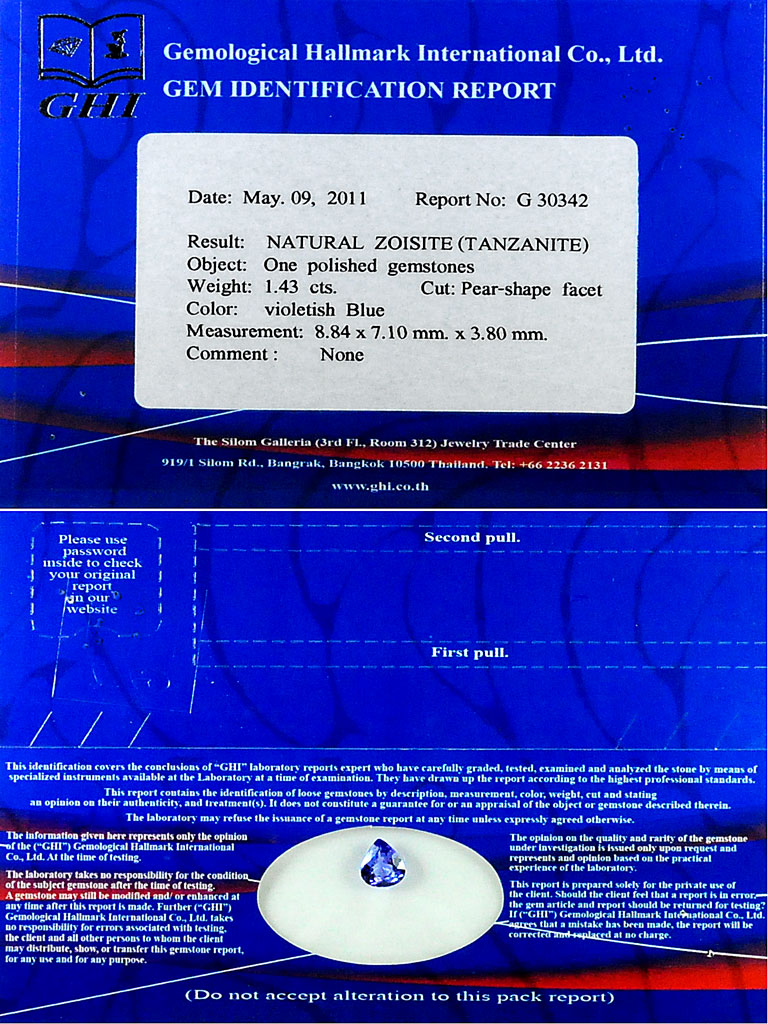 GHI
Gemological Hallmark International Co., Ltd.
GEM IDENTIFICATION REPORT
Date: May. 09, 2011 Report No: G 30342
Result: NATURAL ZOISITE (TANZANITE)
Object: One polished gemstones
Weight: 1.43 cts. Cut: Pear-shape facet
Color: violetish Blue
Measurement: 8.84 x 7.10 mm. x 3.80 mm.
Comment : None
The Silom Galleria (3rd Fl., Room 312) Jewelry Trade Center
919/1 Silom Rd., Bangrak, Bangkok 10500 Thailand. Tel: +66 2236 2131
www.ghi.co.th
Please use
password
inside to check
your original
report
in our
website
Second pull.
First pull.
This identification covers the conclusions of “GHI” laboratory reports expert who have carefully graded, tested, examined and analyzed the stone by means of
specialized instruments available at the Laboratory at a time of examination. They have drawn up the report according to the highest professional standards.
This report contains the identification of loose gemstones by description, measurement, color, weight, cut and stating
an opinion on their authenticity, and treatment(s). It does not constitute a guarantee for or an appraisal of the object or gemstone described therein.
The laboratory may refuse the issuance of a gemstone report at any time unless expressly agreed otherwise.
The information given here represents only the opinion
of the (“GHI”) Gemological Hallmark International
Co., Ltd. At the time of testing.
The laboratory takes no responsibility for the condition
of the subject gemstone after the time of testing.
A gemstone may still be modified and/ or enhanced at
any time after this report is made. Further (“GHI”)
Gemological Hallmark International Co., Ltd. takes
no responsibility for errors associated with testing,
the client and all other persons to whom the client
may distribute, show, or transfer this gemstone report,
for any use and for any purpose.
The opinion on the quality and rarity of the gemstone
under investigation is issued only upon request and
represents and opinion based on the practical
experience of the laboratory.
This report is prepared solely for the private use of
the client. Should the client feel that a report is in error,
the gem article and report should be returned for testing?
If (“GHI”) Gemological Hallmark International Co., Ltd.
agrees that a mistake has been made, the report will be
corrected and replaced at no charge.
(Do not accept alteration to this pack report)